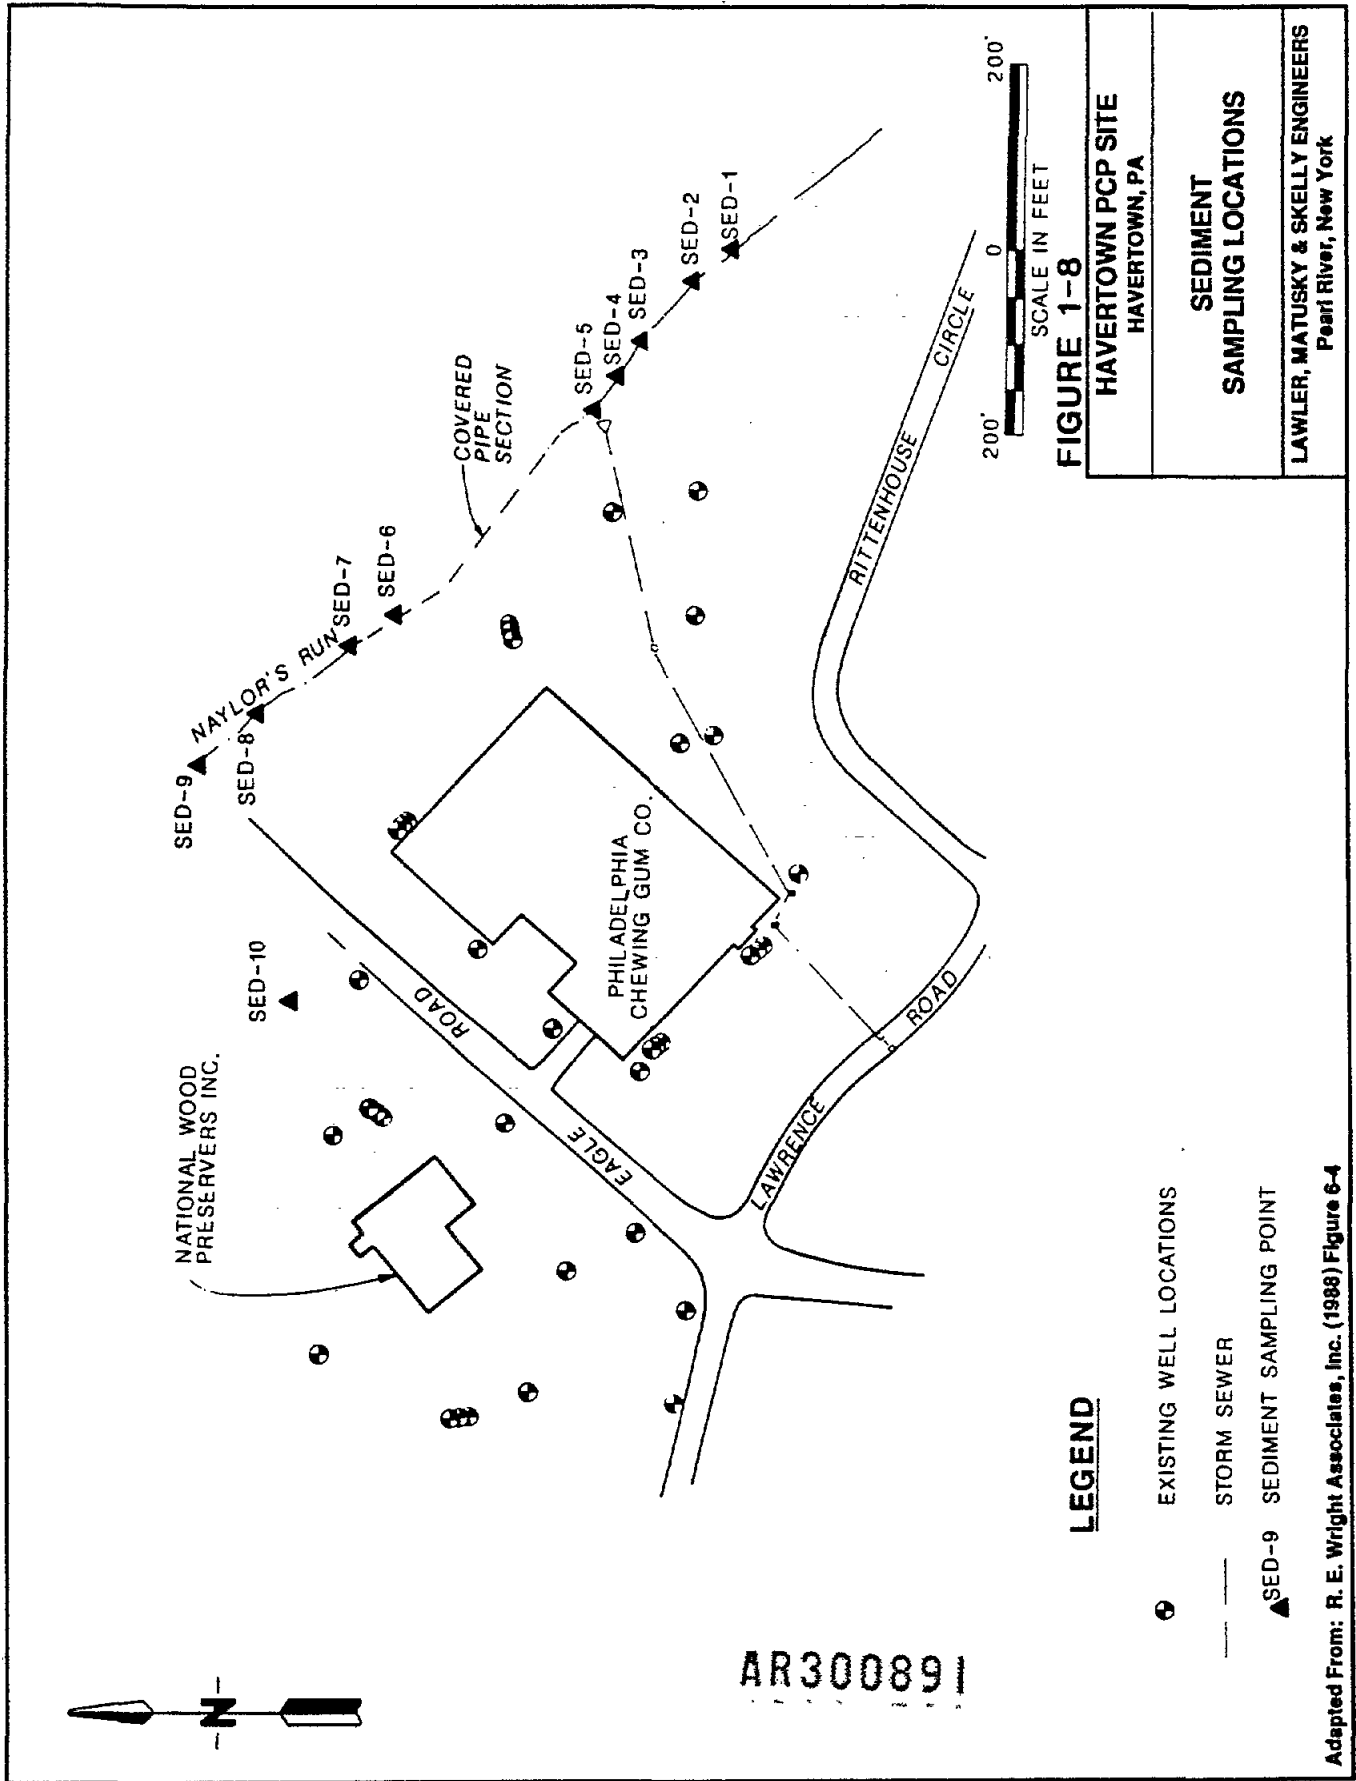 NATIONAL WOOD
PRESERVERS INC.
SED-10
SED-9
SED-8
NAYLOR'S RUN
SED-7
SED-6
COVERED
PIPE
SECTION
SED-5
SED-4
SED-3
SED-2
SED-1
EAGLE ROAD
PHILADELPHIA
CHEWING GUM CO.
LAWRENCE ROAD
RITTENHOUSE CIRCLE
N
LEGEND
EXISTING WELL LOCATIONS
STORM SEWER
SED-9 SEDIMENT SAMPLING POINT
200' 0 200'
SCALE IN FEET
FIGURE 1-8
HAVERTOWN PCP SITE
HAVERTOWN, PA
SEDIMENT
SAMPLING LOCATIONS
LAWLER, MATUSKY & SKELLY ENGINEERS
Pearl River, New York
Adapted From: R. E. Wright Associates, Inc. (1988) Figure 6-4
AR300891